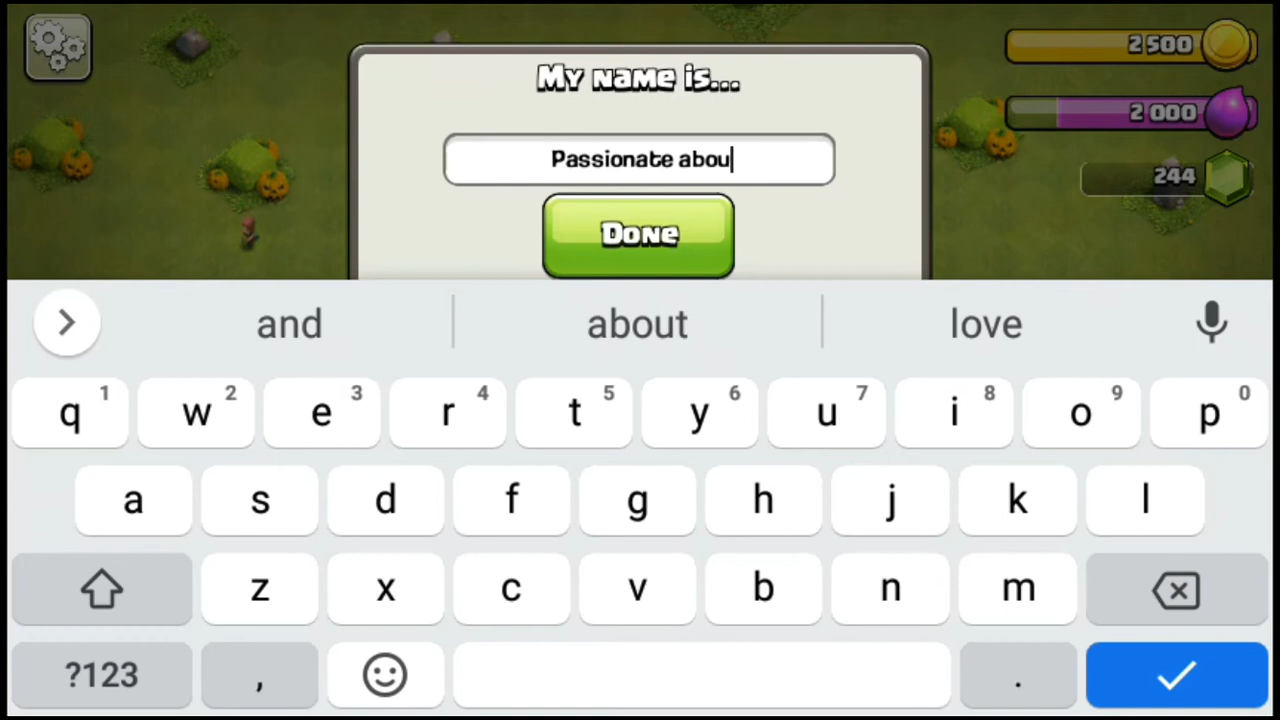 My name is...
2 500
Passionate abou
2 000
244
Done
and about love
q 1 w 2 e 3 r 4 t 5 y 6 u 7 i 8 o 9 p 0
a s d f g h j k l
z x c v b n m
?123 , .